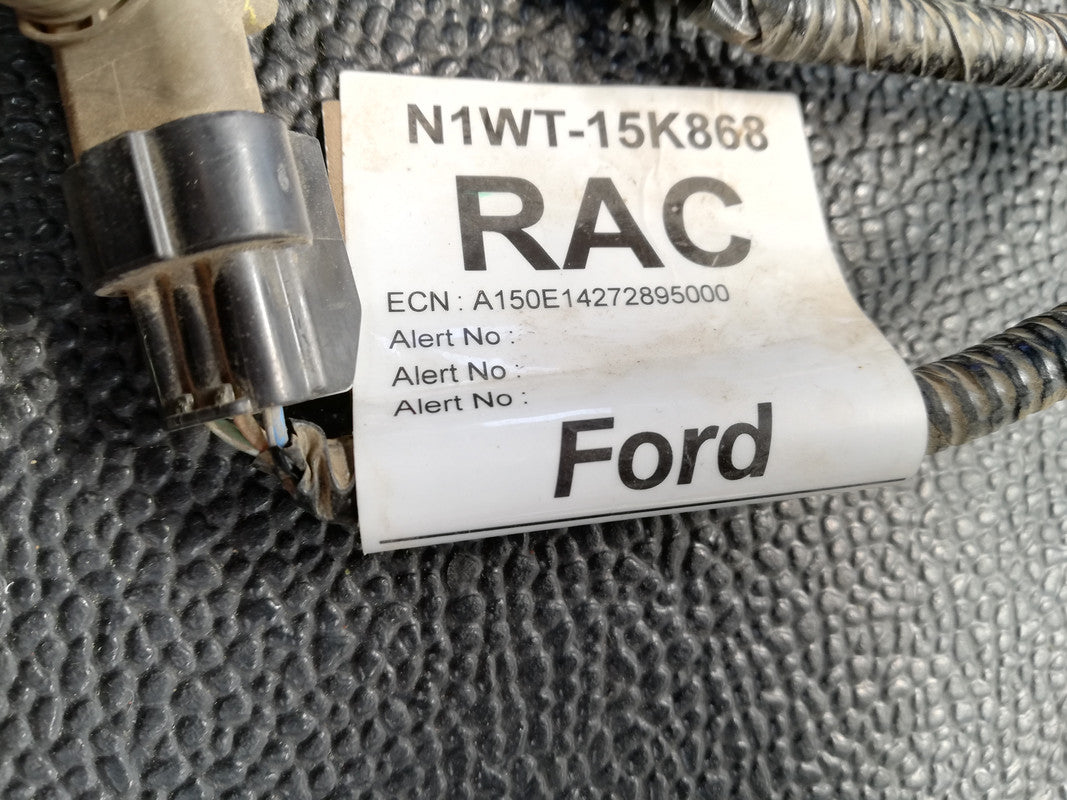 N1WT-15K868
RAC
ECN : A150E14272895000
Alert No :
Alert No :
Alert No :
Ford